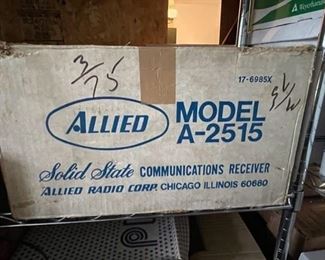 3/75
17-6985X
ALLIED
MODEL
A-2515
Solid State COMMUNICATIONS RECEIVER
ALLIED RADIO CORP. CHICAGO ILLINOIS 60680